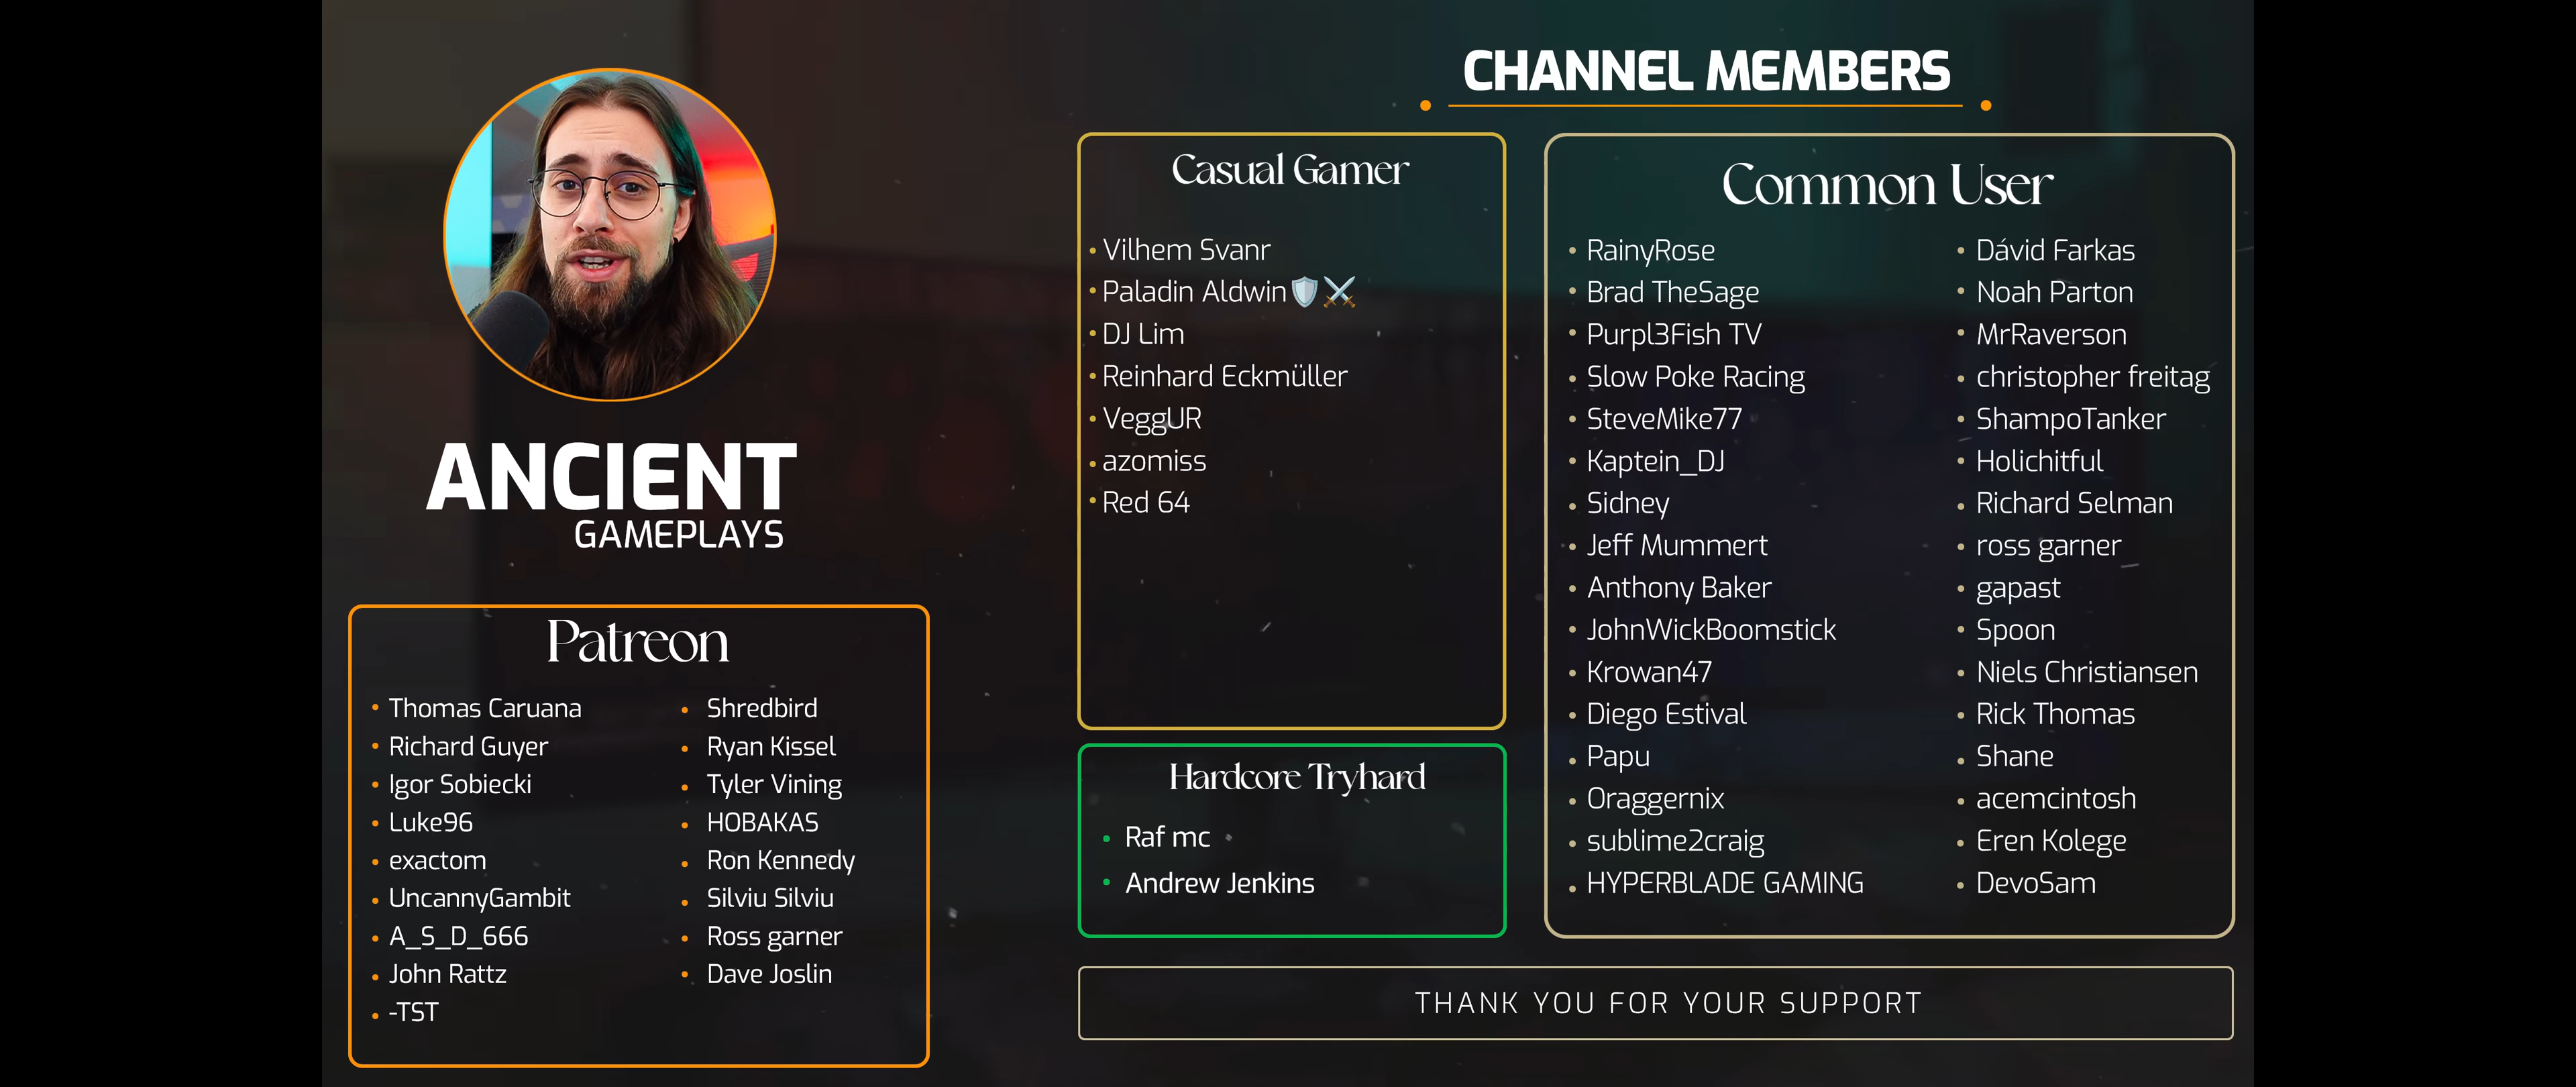 ANCIENT
GAMEPLAYS
Patreon
Thomas Caruana
Richard Guyer
Igor Sobiecki
Luke96
exactom
UncannyGambit
A_S_D_666
John Rattz
-TST
Shredbird
Ryan Kissel
Tyler Vining
HOBAKAS
Ron Kennedy
Silviu Silviu
Ross garner
Dave Joslin
CHANNEL MEMBERS
Casual Gamer
Vilhem Svanr
Paladin Aldwin🛡️⚔️
DJ Lim
Reinhard Eckmüller
VeggUR
azomiss
Red 64
Hardcore Tryhard
Raf mc
Andrew Jenkins
Common User
RainyRose
Brad TheSage
Purpl3Fish TV
Slow Poke Racing
SteveMike77
Kaptein_DJ
Sidney
Jeff Mummert
Anthony Baker
JohnWickBoomstick
Krowan47
Diego Estival
Papu
Oraggernix
sublime2craig
HYPERBLADE GAMING
Dávid Farkas
Noah Parton
MrRaverson
christopher freitag
ShampoTanker
Holichitful
Richard Selman
ross garner
gapast
Spoon
Niels Christiansen
Rick Thomas
Shane
acemcintosh
Eren Kolege
DevoSam
THANK YOU FOR YOUR SUPPORT